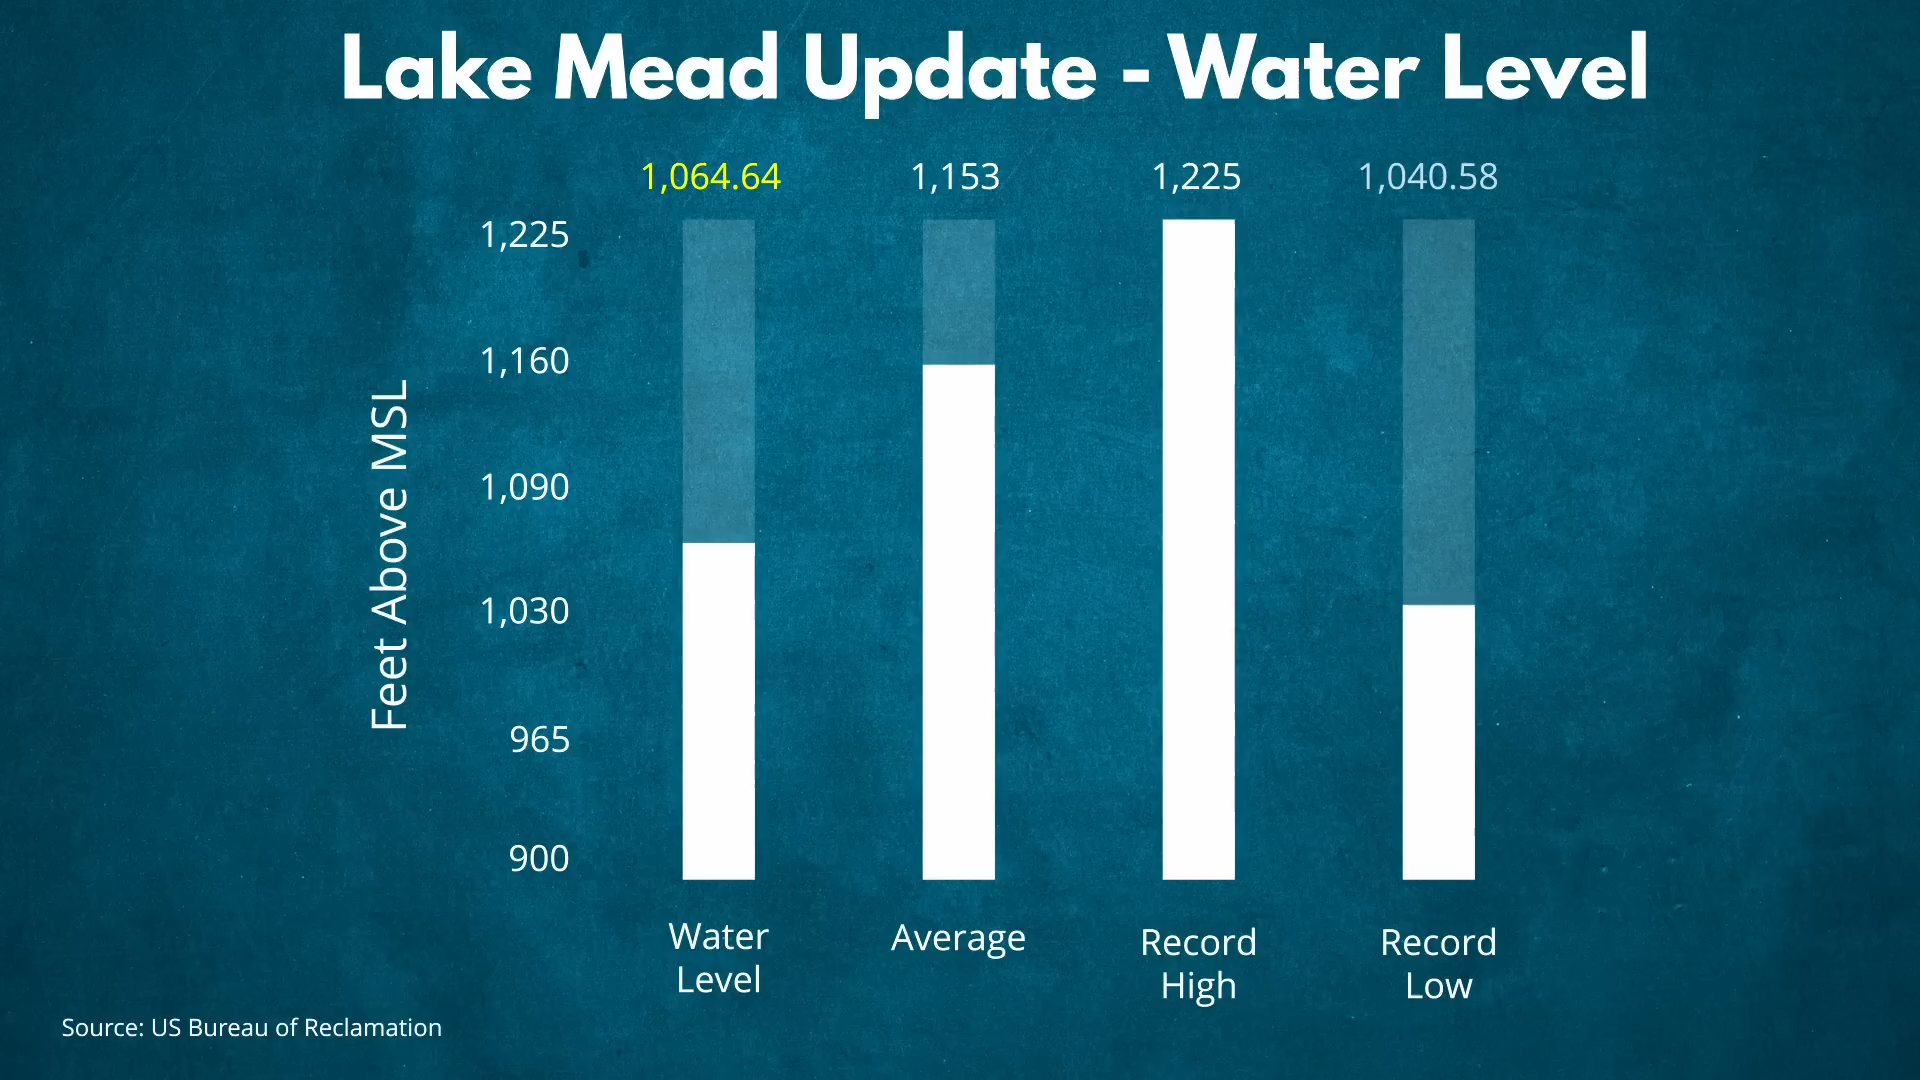 Lake Mead Update - Water Level
1,064.64
1,153
1,225
1,040.58
1,225
1,160
1,090
1,030
965
900
Feet Above MSL
Water
Level
Average
Record
High
Record
Low
Source: US Bureau of Reclamation